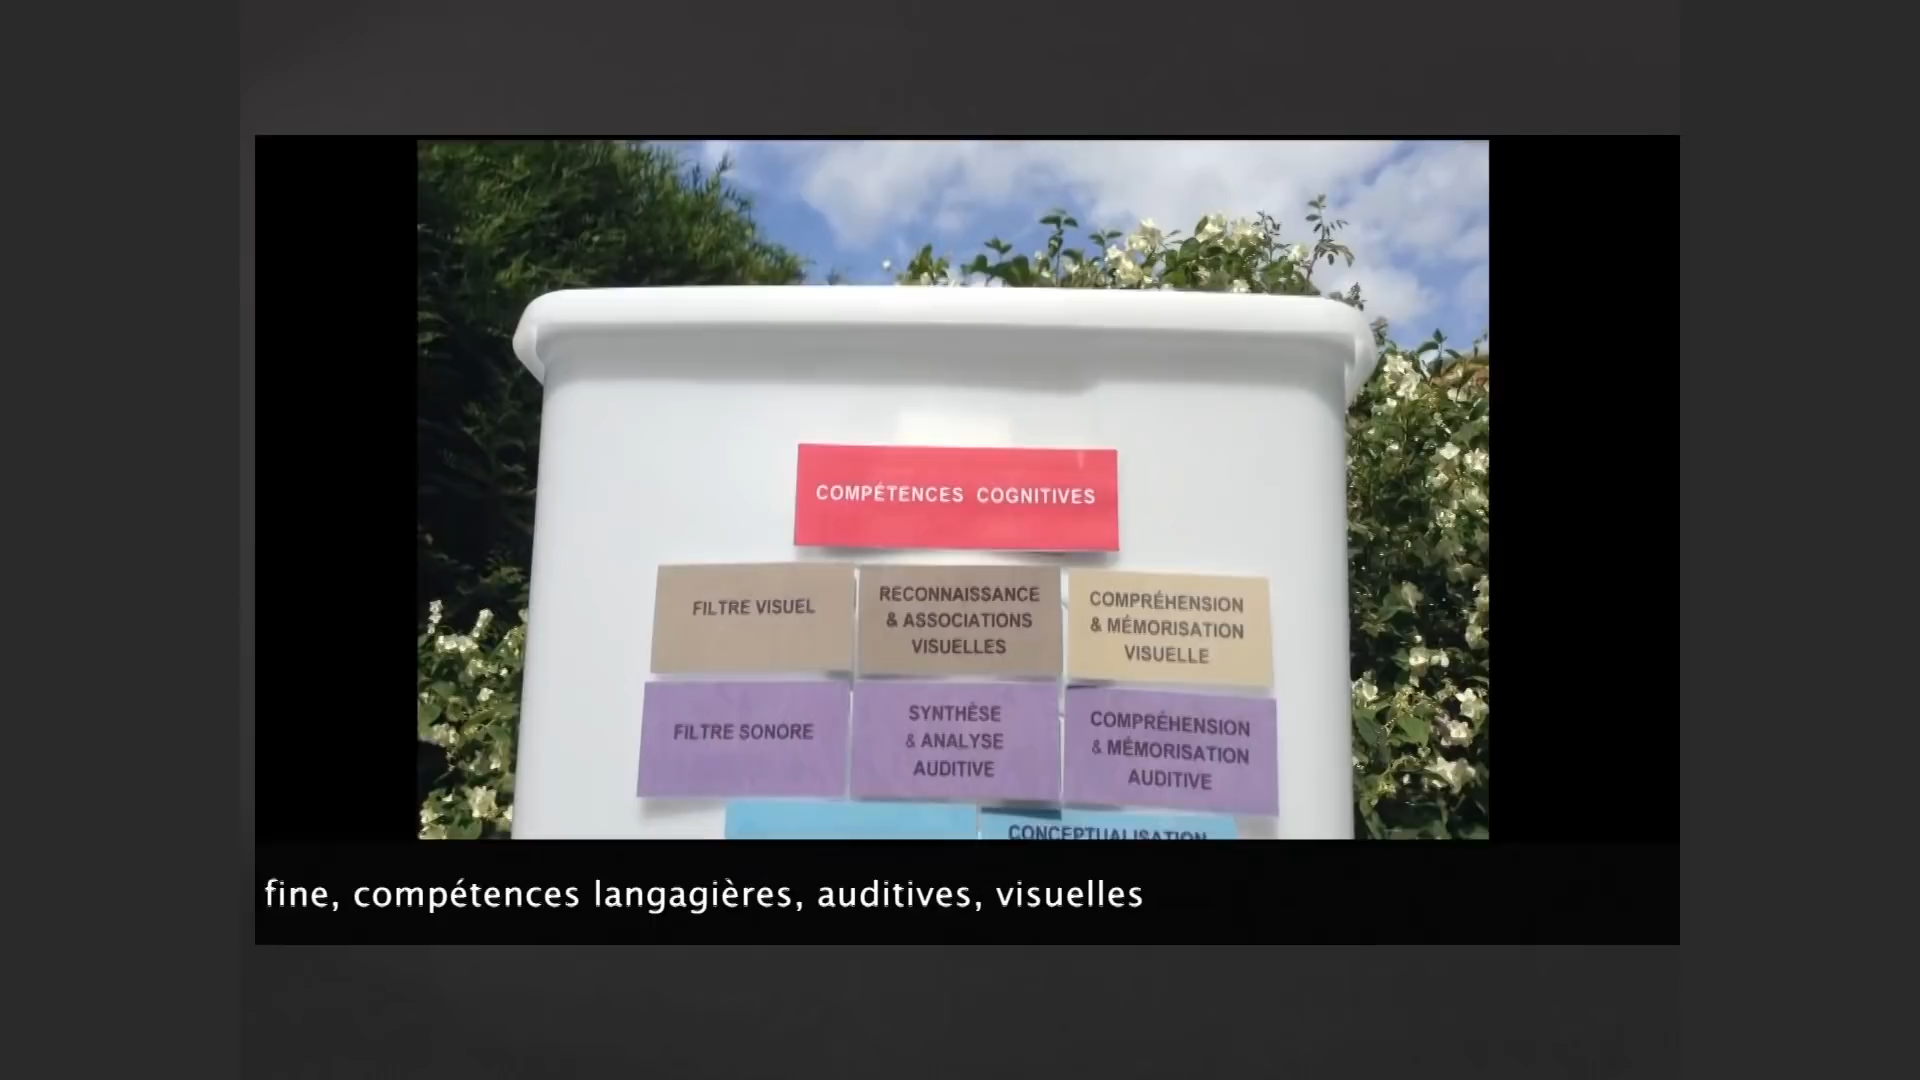 COMPÉTENCES COGNITIVES
FILTRE VISUEL
RECONNAISSANCE
& ASSOCIATIONS
VISUELLES
COMPRÉHENSION
& MÉMORISATION
VISUELLE
FILTRE SONORE
SYNTHÈSE
& ANALYSE
AUDITIVE
COMPRÉHENSION
& MÉMORISATION
AUDITIVE
CONCEPTUALISATION
fine, compétences langagières, auditives, visuelles